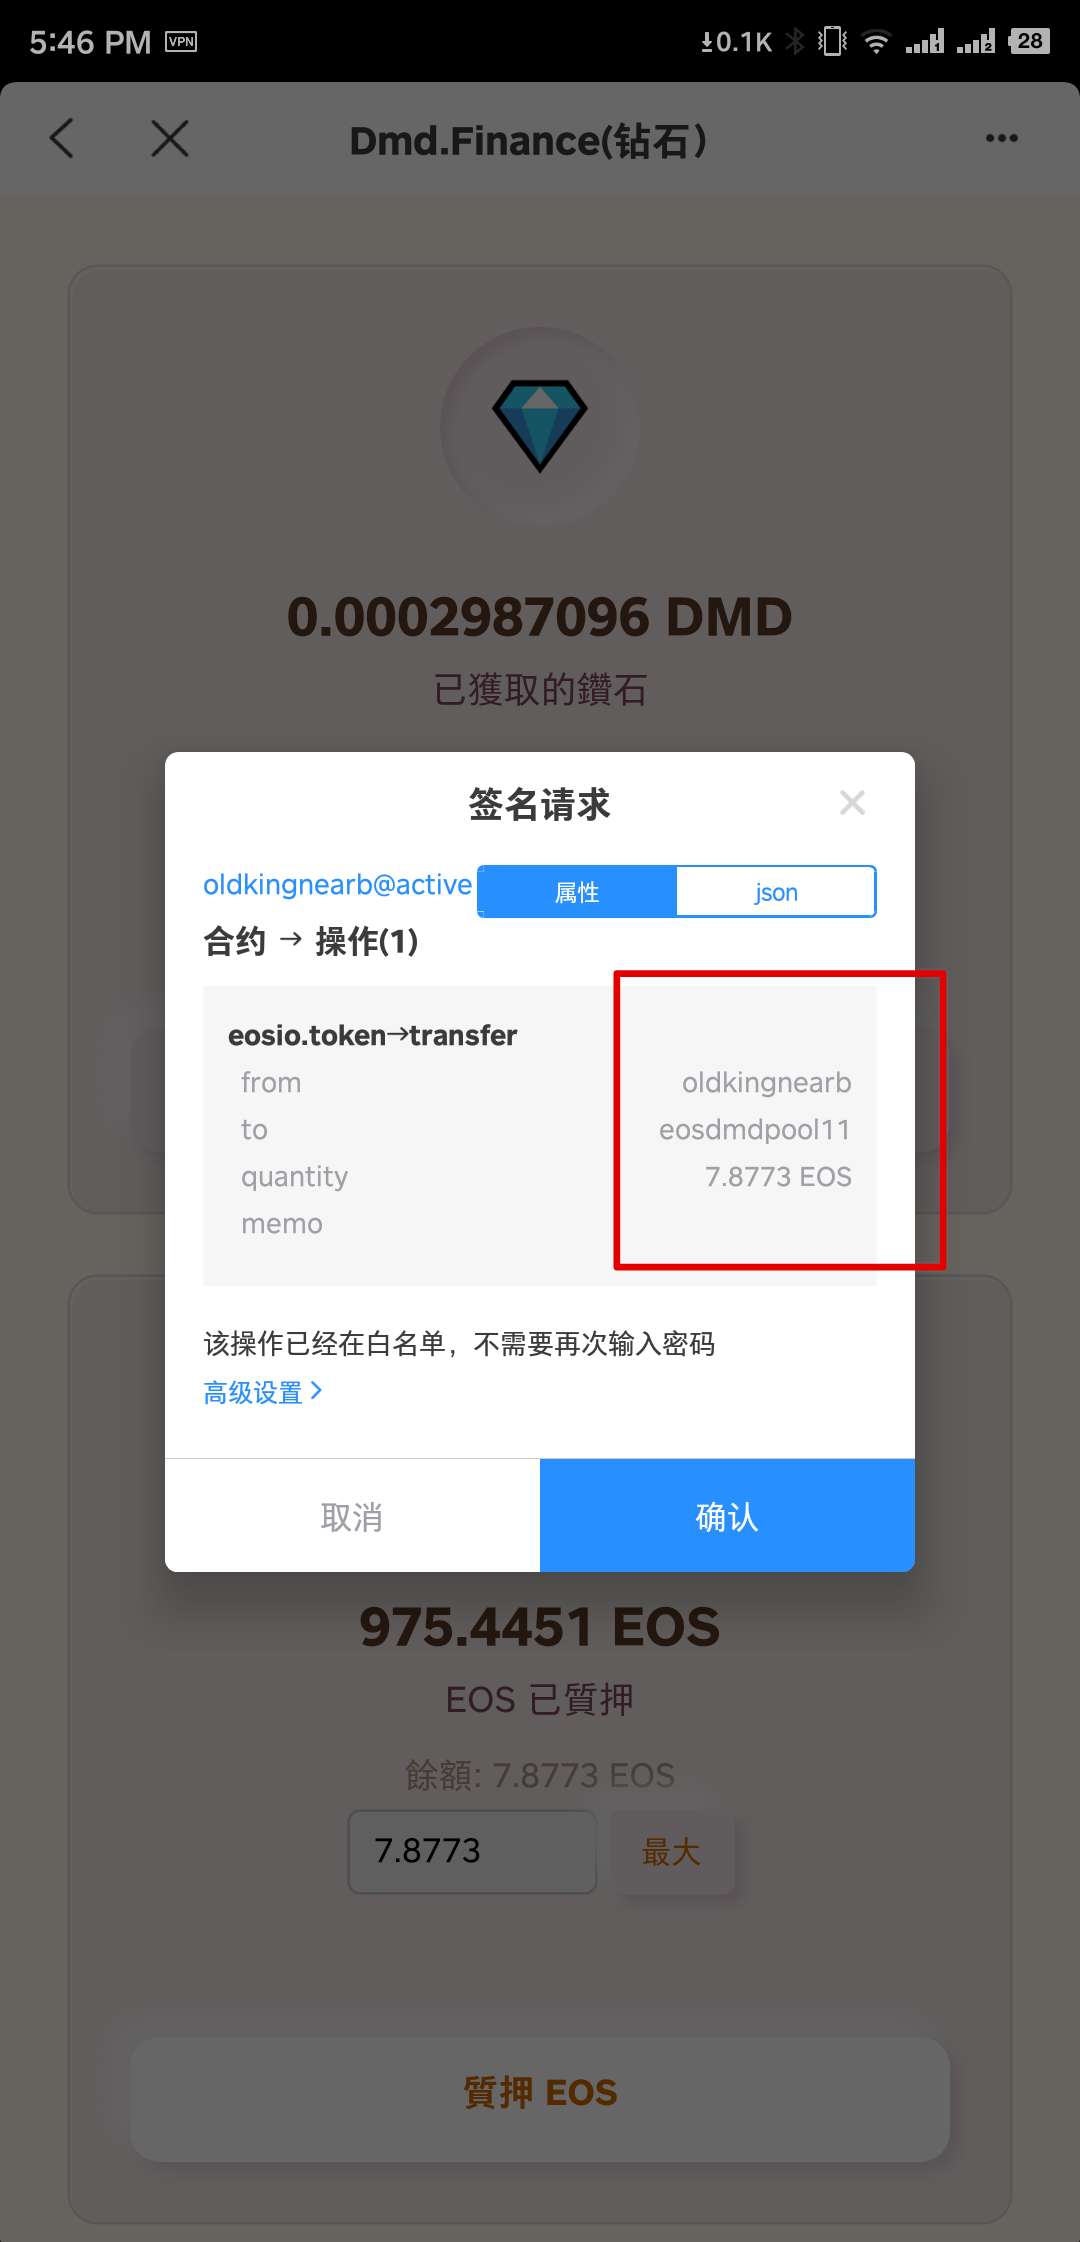 5:46 PM VPN 0.1K 1 2 28
Dmd.Finance(钻石)
0.0002987096 DMD
已獲取的鑽石
签名请求
oldkingnearb@active 属性 json
合约 → 操作(1)
eosio.token→transfer
from oldkingnearb
to eosdmdpool11
quantity 7.8773 EOS
memo
该操作已经在白名单，不需要再次输入密码
高级设置
取消 确认
975.4451 EOS
EOS 已質押
餘額: 7.8773 EOS
7.8773 最大
質押 EOS